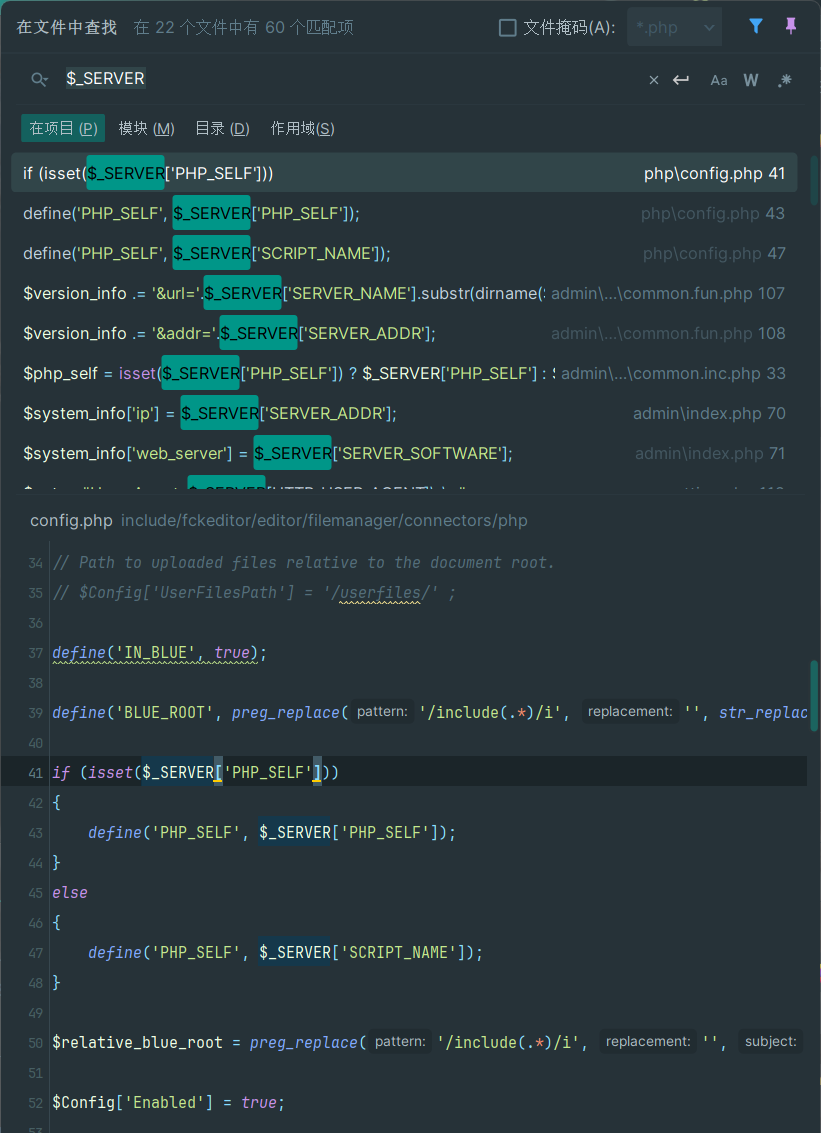 在文件中查找 在 22 个文件中有 60 个匹配项 文件掩码(A): *.php
$_SERVER Aa W .*
在项目 (P) 模块 (M) 目录 (D) 作用域(S)
if (isset($_SERVER['PHP_SELF'])) php\config.php 41
define('PHP_SELF', $_SERVER['PHP_SELF']); php\config.php 43
define('PHP_SELF', $_SERVER['SCRIPT_NAME']); php\config.php 47
$version_info .= '&url='.$_SERVER['SERVER_NAME'].substr(dirname( admin\...\common.fun.php 107
$version_info .= '&addr='.$_SERVER['SERVER_ADDR']; admin\...\common.fun.php 108
$php_self = isset($_SERVER['PHP_SELF']) ? $_SERVER['PHP_SELF'] : admin\...\common.inc.php 33
$system_info['ip'] = $_SERVER['SERVER_ADDR']; admin\index.php 70
$system_info['web_server'] = $_SERVER['SERVER_SOFTWARE']; admin\index.php 71
config.php include/fckeditor/editor/filemanager/connectors/php
34 // Path to uploaded files relative to the document root.
35 // $Config['UserFilesPath'] = '/userfiles/' ;
36
37 define('IN_BLUE', true);
38
39 define('BLUE_ROOT', preg_replace( pattern: '/include(.*)/i', replacement: '', str_replac
40
41 if (isset($_SERVER['PHP_SELF']))
42 {
43 define('PHP_SELF', $_SERVER['PHP_SELF']);
44 }
45 else
46 {
47 define('PHP_SELF', $_SERVER['SCRIPT_NAME']);
48 }
49
50 $relative_blue_root = preg_replace( pattern: '/include(.*)/i', replacement: '', subject:
51
52 $Config['Enabled'] = true;
53